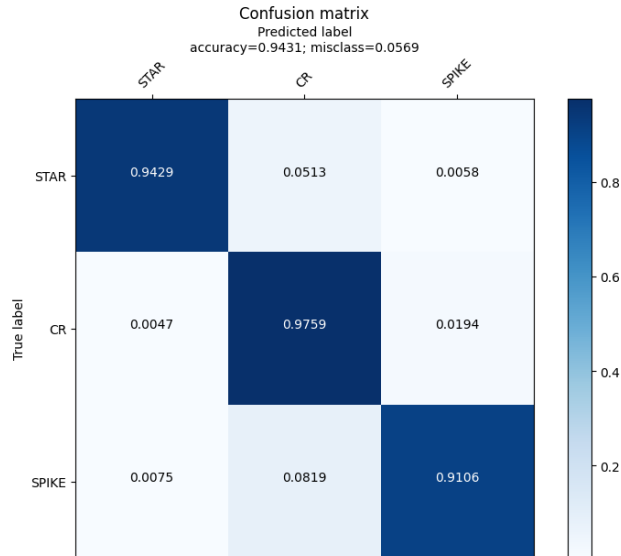 Confusion matrix
Predicted label
accuracy=0.9431; misclass=0.0569
STAR CR SPIKE
STAR 0.9429 0.0513 0.0058
0.8
0.6
True label
CR 0.0047 0.9759 0.0194
0.4
SPIKE 0.0075 0.0819 0.9106
0.2